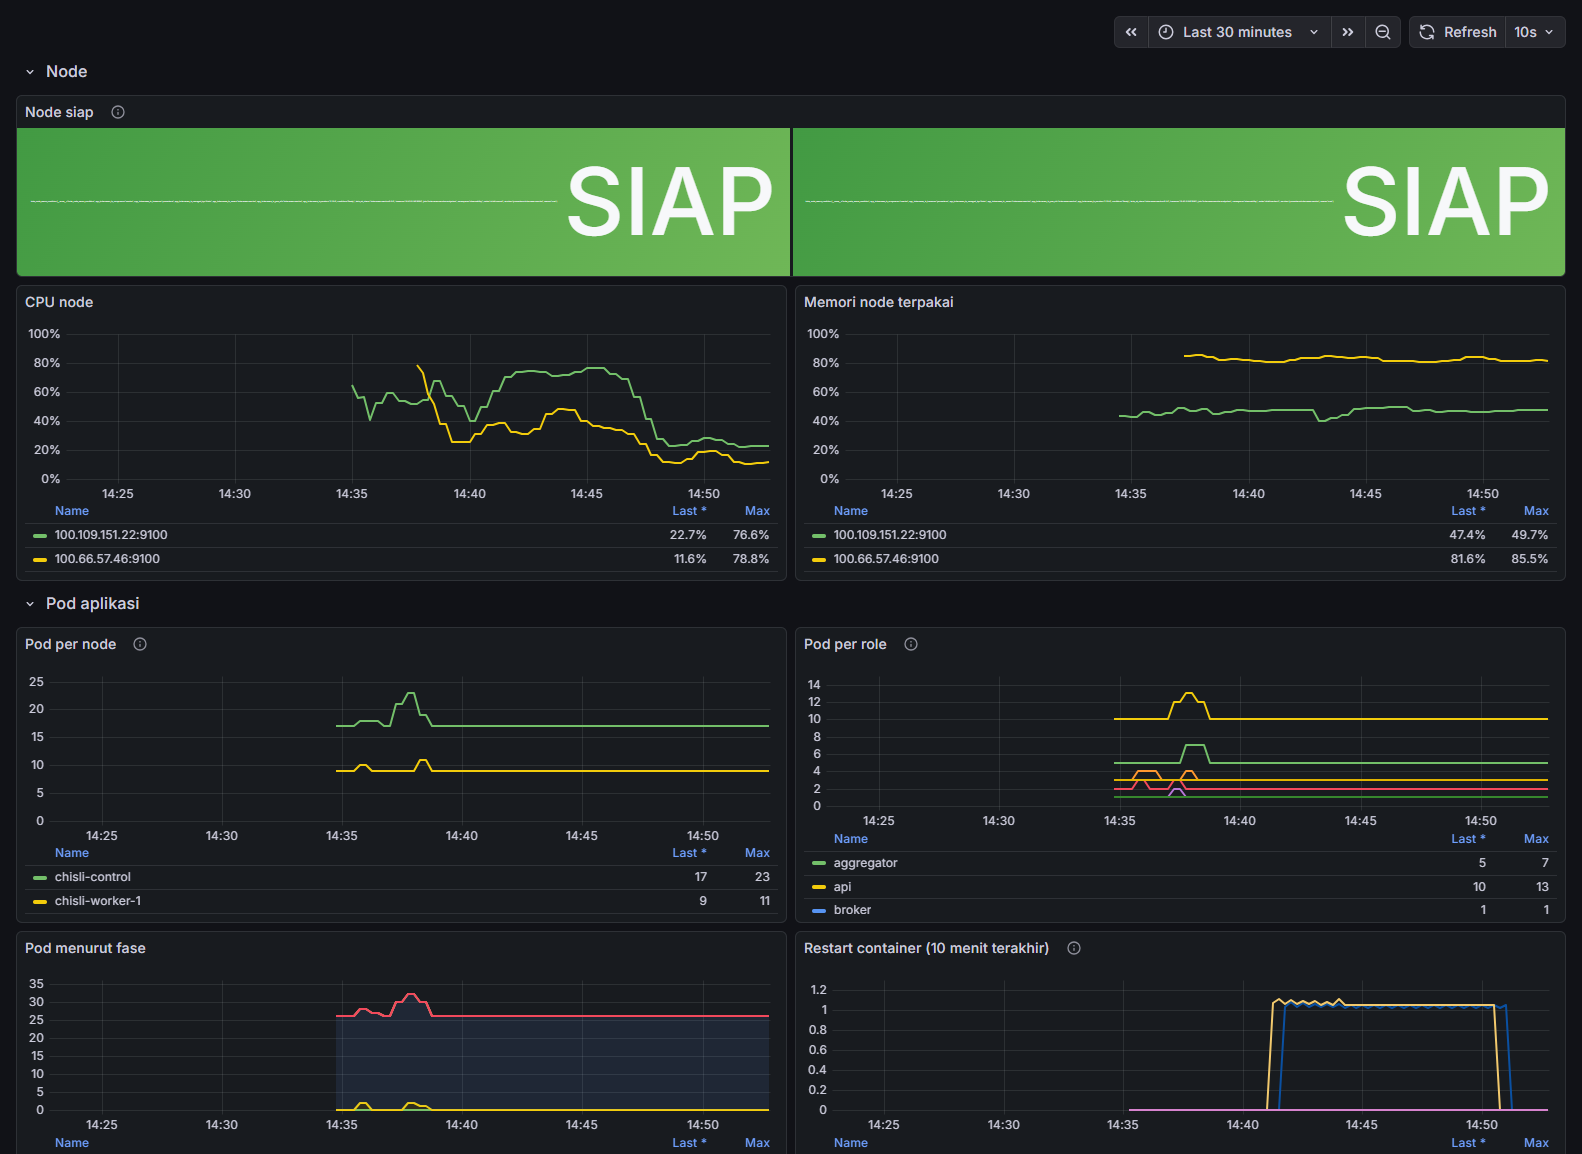 Last 30 minutes
Refresh
10s
Node
Node siap
SIAP
SIAP
CPU node
100%
80%
60%
40%
20%
0%
14:25 14:30 14:35 14:40 14:45 14:50
Name Last * Max
100.109.151.22:9100 22.7% 76.6%
100.66.57.46:9100 11.6% 78.8%
Memori node terpakai
100%
80%
60%
40%
20%
0%
14:25 14:30 14:35 14:40 14:45 14:50
Name Last * Max
100.109.151.22:9100 47.4% 49.7%
100.66.57.46:9100 81.6% 85.5%
Pod aplikasi
Pod per node
25
20
15
10
5
0
14:25 14:30 14:35 14:40 14:45 14:50
Name Last * Max
chisli-control 17 23
chisli-worker-1 9 11
Pod per role
14
12
10
8
6
4
2
0
14:25 14:30 14:35 14:40 14:45 14:50
Name Last * Max
aggregator 5 7
api 10 13
broker 1 1
Pod menurut fase
35
30
25
20
15
10
5
0
14:25 14:30 14:35 14:40 14:45 14:50
Name Last * Max
Restart container (10 menit terakhir)
1.2
1
0.8
0.6
0.4
0.2
0
14:25 14:30 14:35 14:40 14:45 14:50
Name Last * Max